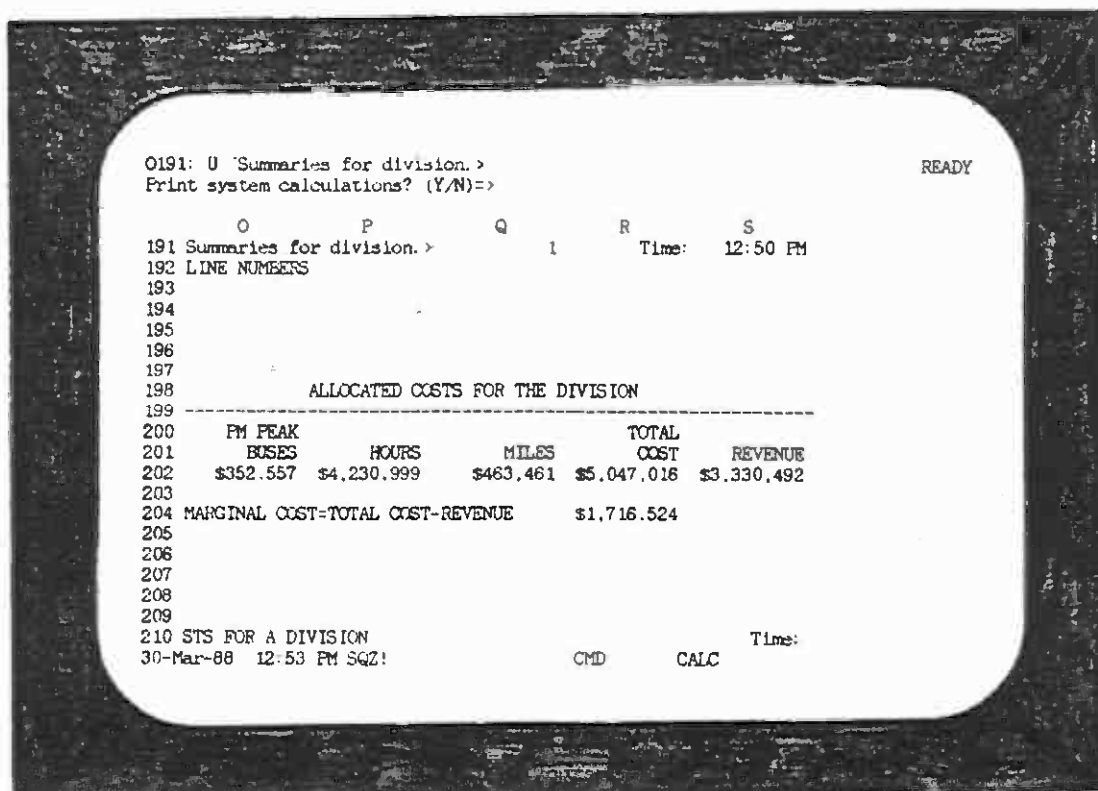 O191: U 'Summaries for division.> READY
Print system calculations? (Y/N)=>
O P Q R S
191 Summaries for division.> 1 Time: 12:50 PM
192 LINE NUMBERS
193
194
195
196
197
198 ALLOCATED COSTS FOR THE DIVISION
199 ----------------------------------------------------------------
200 PM PEAK TOTAL
201 BUSES HOURS MILES COST REVENUE
202 $352,557 $4,230,999 $463,461 $5,047,016 $3,330,492
203
204 MARGINAL COST=TOTAL COST-REVENUE $1,716,524
205
206
207
208
209
210 STS FOR A DIVISION Time:
30-Mar-88 12:53 PM SQZ! CMD CALC